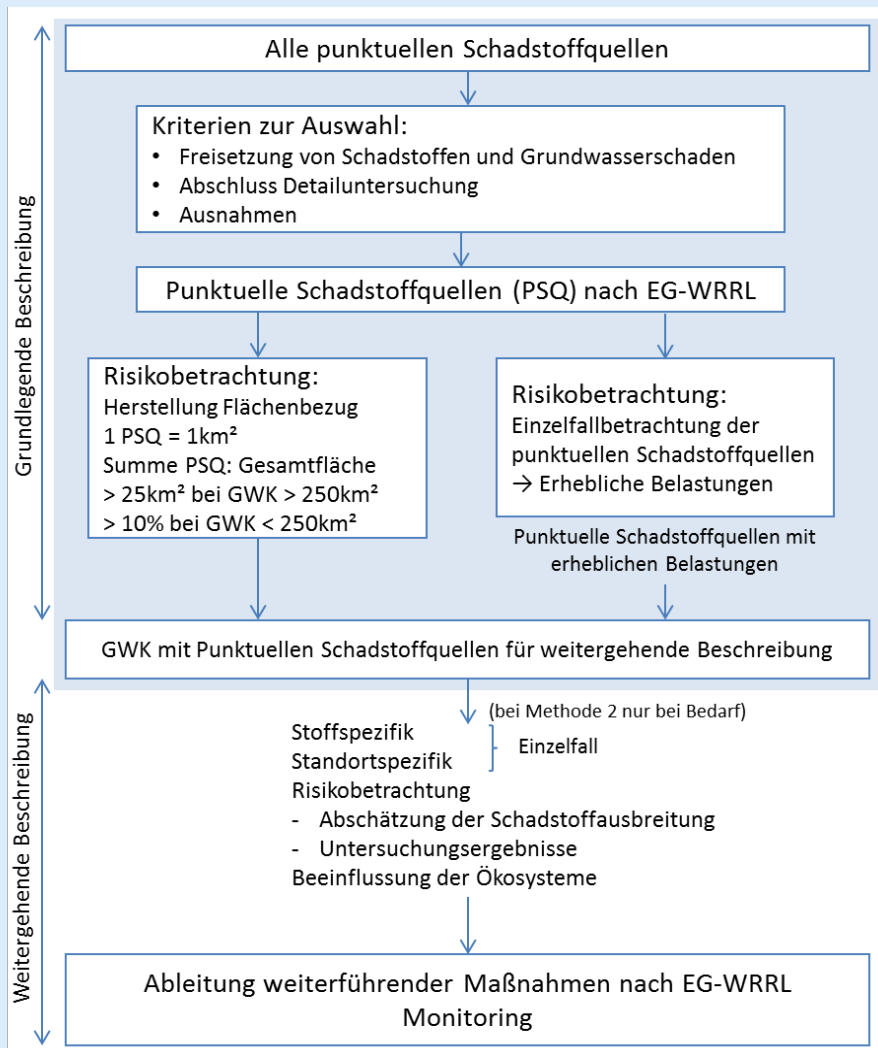 Grundlegende Beschreibung
Alle punktuellen Schadstoffquellen
Kriterien zur Auswahl:
• Freisetzung von Schadstoffen und Grundwasserschaden
• Abschluss Detailuntersuchung
• Ausnahmen
Punktuelle Schadstoffquellen (PSQ) nach EG-WRRL
Risikobetrachtung:
Herstellung Flächenbezug
1 PSQ = 1km²
Summe PSQ: Gesamtfläche
> 25km² bei GWK > 250km²
> 10% bei GWK < 250km²
Risikobetrachtung:
Einzelfallbetrachtung der
punktuellen Schadstoffquellen
→ Erhebliche Belastungen
Punktuelle Schadstoffquellen mit
erheblichen Belastungen
GWK mit Punktuellen Schadstoffquellen für weitergehende Beschreibung
Weitergehende Beschreibung
(bei Methode 2 nur bei Bedarf)
Stoffspezifik
Standortspezifik
Einzelfall
Risikobetrachtung
- Abschätzung der Schadstoffausbreitung
- Untersuchungsergebnisse
Beeinflussung der Ökosysteme
Ableitung weiterführender Maßnahmen nach EG-WRRL
Monitoring